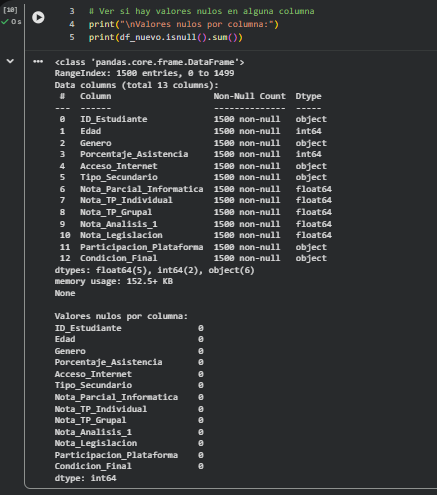 [10]
0 s
3 # Ver si hay valores nulos en alguna columna
4 print("\nValores nulos por columna:")
5 print(df_nuevo.isnull().sum())
<class 'pandas.core.frame.DataFrame'>
RangeIndex: 1500 entries, 0 to 1499
Data columns (total 13 columns):
 #   Column                   Non-Null Count  Dtype
---  ------                   --------------  -----
 0   ID_Estudiante            1500 non-null   object
 1   Edad                     1500 non-null   int64
 2   Genero                   1500 non-null   object
 3   Porcentaje_Asistencia    1500 non-null   int64
 4   Acceso_Internet          1500 non-null   object
 5   Tipo_Secundario          1500 non-null   object
 6   Nota_Parcial_Informatica 1500 non-null   float64
 7   Nota_TP_Individual       1500 non-null   float64
 8   Nota_TP_Grupal           1500 non-null   float64
 9   Nota_Analisis_1          1500 non-null   float64
 10  Nota_Legislacion         1500 non-null   float64
 11  Participacion_Plataforma 1500 non-null   object
 12  Condicion_Final          1500 non-null   object
dtypes: float64(5), int64(2), object(6)
memory usage: 152.5+ KB
None
Valores nulos por columna:
ID_Estudiante               0
Edad                        0
Genero                      0
Porcentaje_Asistencia       0
Acceso_Internet             0
Tipo_Secundario             0
Nota_Parcial_Informatica    0
Nota_TP_Individual          0
Nota_TP_Grupal              0
Nota_Analisis_1             0
Nota_Legislacion            0
Participacion_Plataforma    0
Condicion_Final             0
dtype: int64